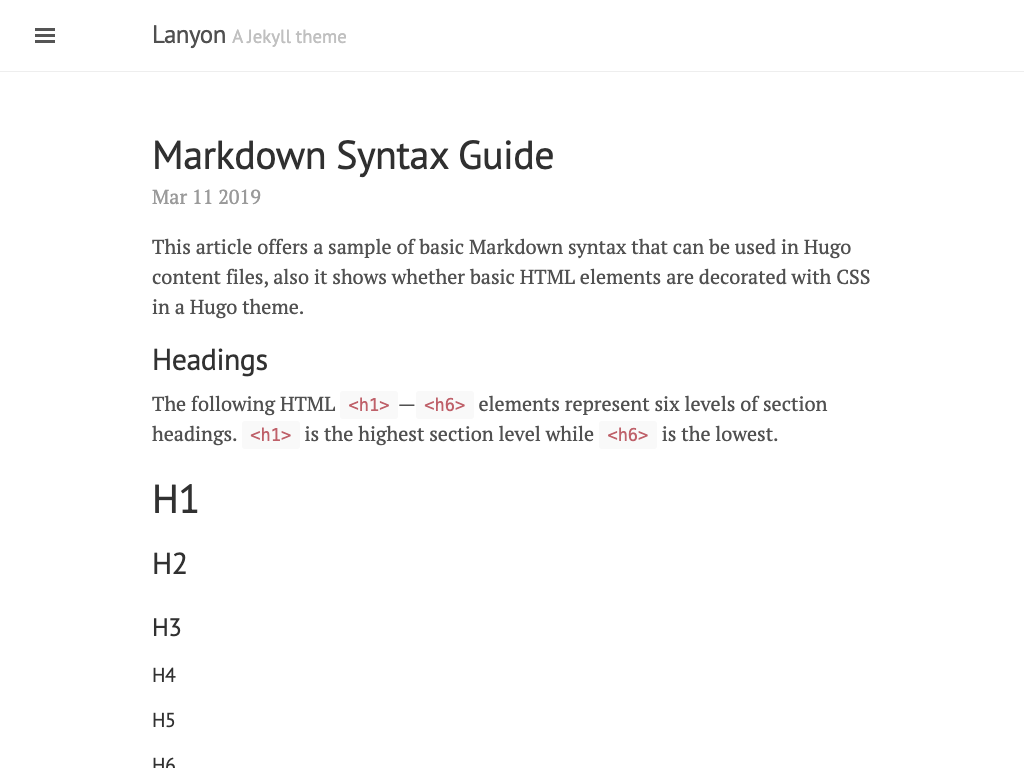 Lanyon A Jekyll theme
Markdown Syntax Guide
Mar 11 2019
This article offers a sample of basic Markdown syntax that can be used in Hugo
content files, also it shows whether basic HTML elements are decorated with CSS
in a Hugo theme.
Headings
The following HTML <h1> — <h6> elements represent six levels of section
headings. <h1> is the highest section level while <h6> is the lowest.
H1
H2
H3
H4
H5
H6